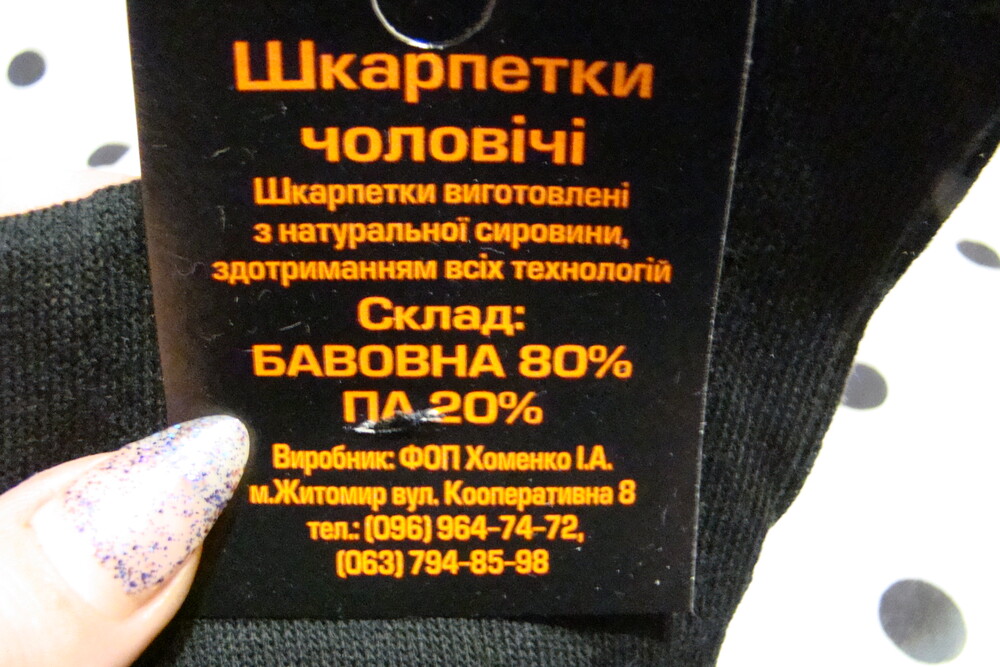 Шкарпетки
чоловічі
Шкарпетки виготовлені
з натуральної сировини,
здотриманням всіх технологій
Склад:
БАВОВНА 80%
ПА 20%
Виробник: ФОП Хоменко І.А.
м.Житомир вул. Кооперативна 8
тел.: (096) 964-74-72,
(063) 794-85-98